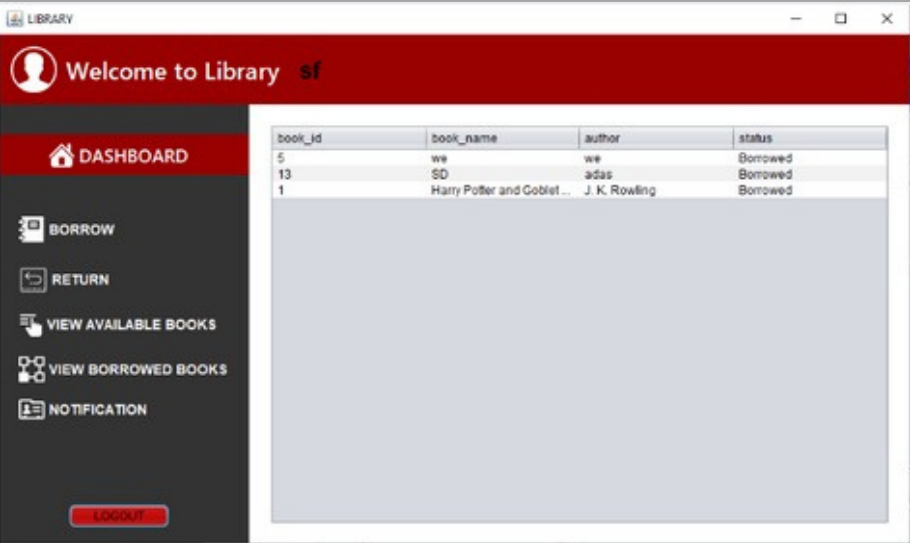 LIBRARY
Welcome to Library sf
DASHBOARD
BORROW
RETURN
VIEW AVAILABLE BOOKS
VIEW BORROWED BOOKS
NOTIFICATION
LOGOUT
book_id book_name author status
5 we we Borrowed
13 SD adas Borrowed
1 Harry Potter and Goblet ... J. K. Rowling Borrowed